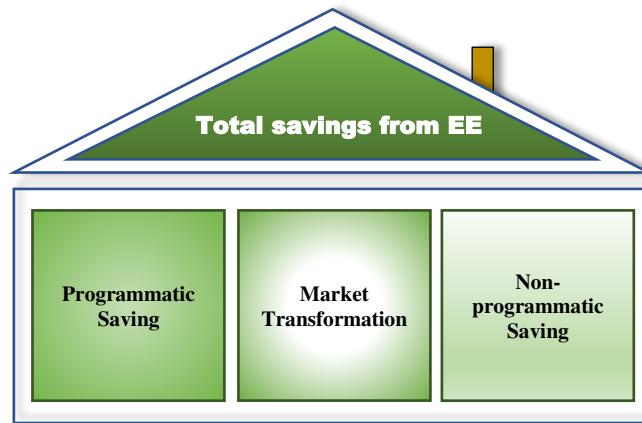 Total savings from EE
Programmatic
Saving
Market
Transformation
Non-
programmatic
Saving